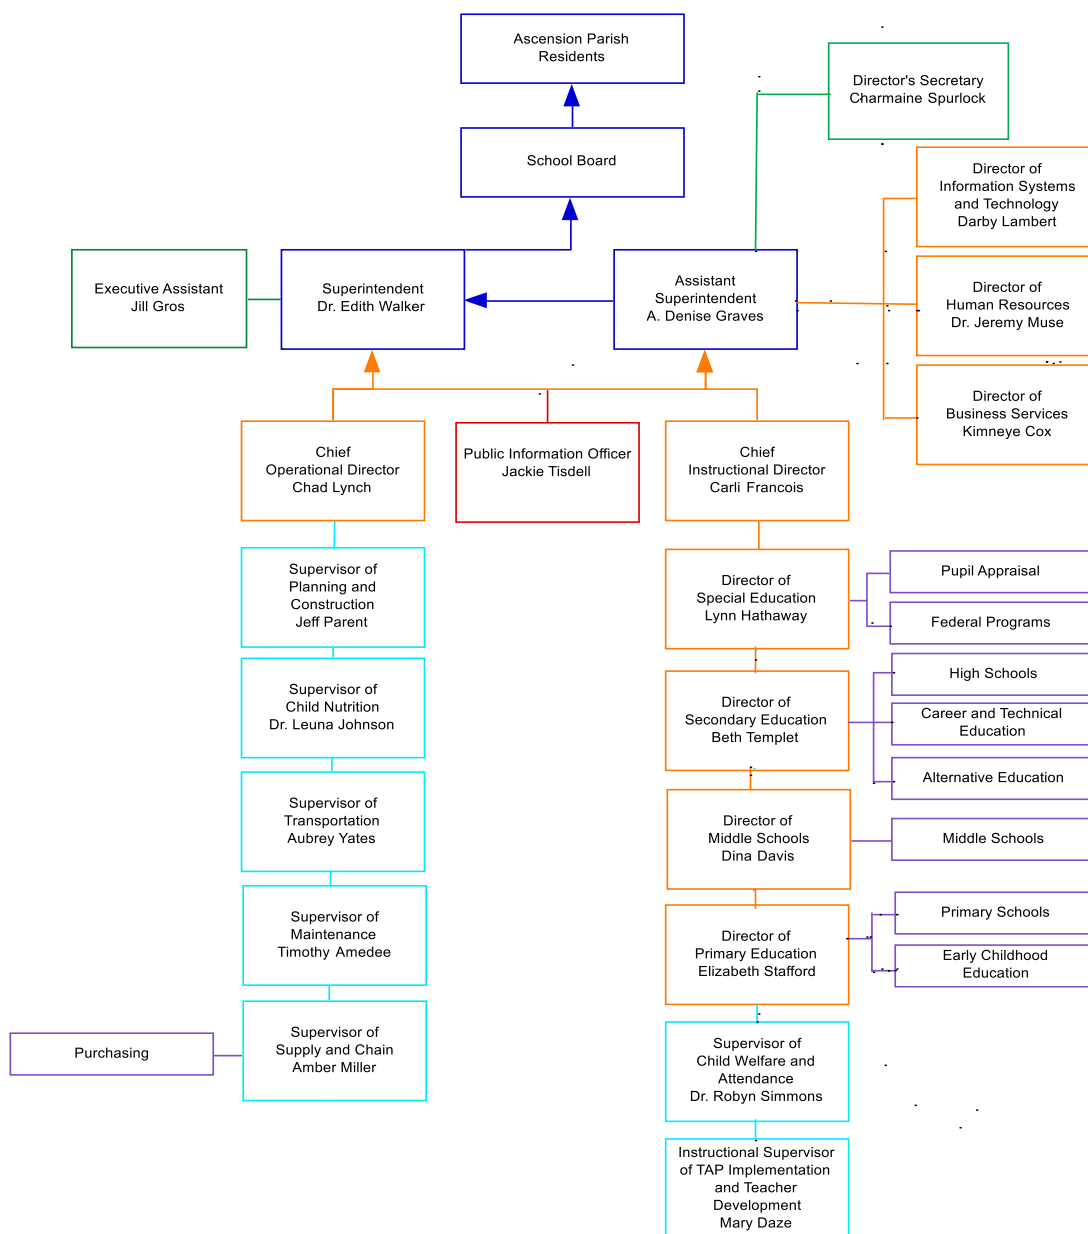 Ascension Parish
Residents
Director's Secretary
Charmaine Spurlock
School Board
Director of
Information Systems
and Technology
Darby Lambert
Executive Assistant
Jill Gros
Superintendent
Dr. Edith Walker
Assistant
Superintendent
A. Denise Graves
Director of
Human Resources
Dr. Jeremy Muse
Director of
Business Services
Kimneye Cox
Chief
Operational Director
Chad Lynch
Public Information Officer
Jackie Tisdell
Chief
Instructional Director
Carli Francois
Supervisor of
Planning and
Construction
Jeff Parent
Director of
Special Education
Lynn Hathaway
Pupil Appraisal
Federal Programs
Supervisor of
Child Nutrition
Dr. Leuna Johnson
Director of
Secondary Education
Beth Templet
High Schools
Career and Technical
Education
Alternative Education
Supervisor of
Transportation
Aubrey Yates
Director of
Middle Schools
Dina Davis
Middle Schools
Supervisor of
Maintenance
Timothy Amedee
Director of
Primary Education
Elizabeth Stafford
Primary Schools
Early Childhood
Education
Purchasing
Supervisor of
Supply and Chain
Amber Miller
Supervisor of
Child Welfare and
Attendance
Dr. Robyn Simmons
Instructional Supervisor
of TAP Implementation
and Teacher
Development
Mary Daze